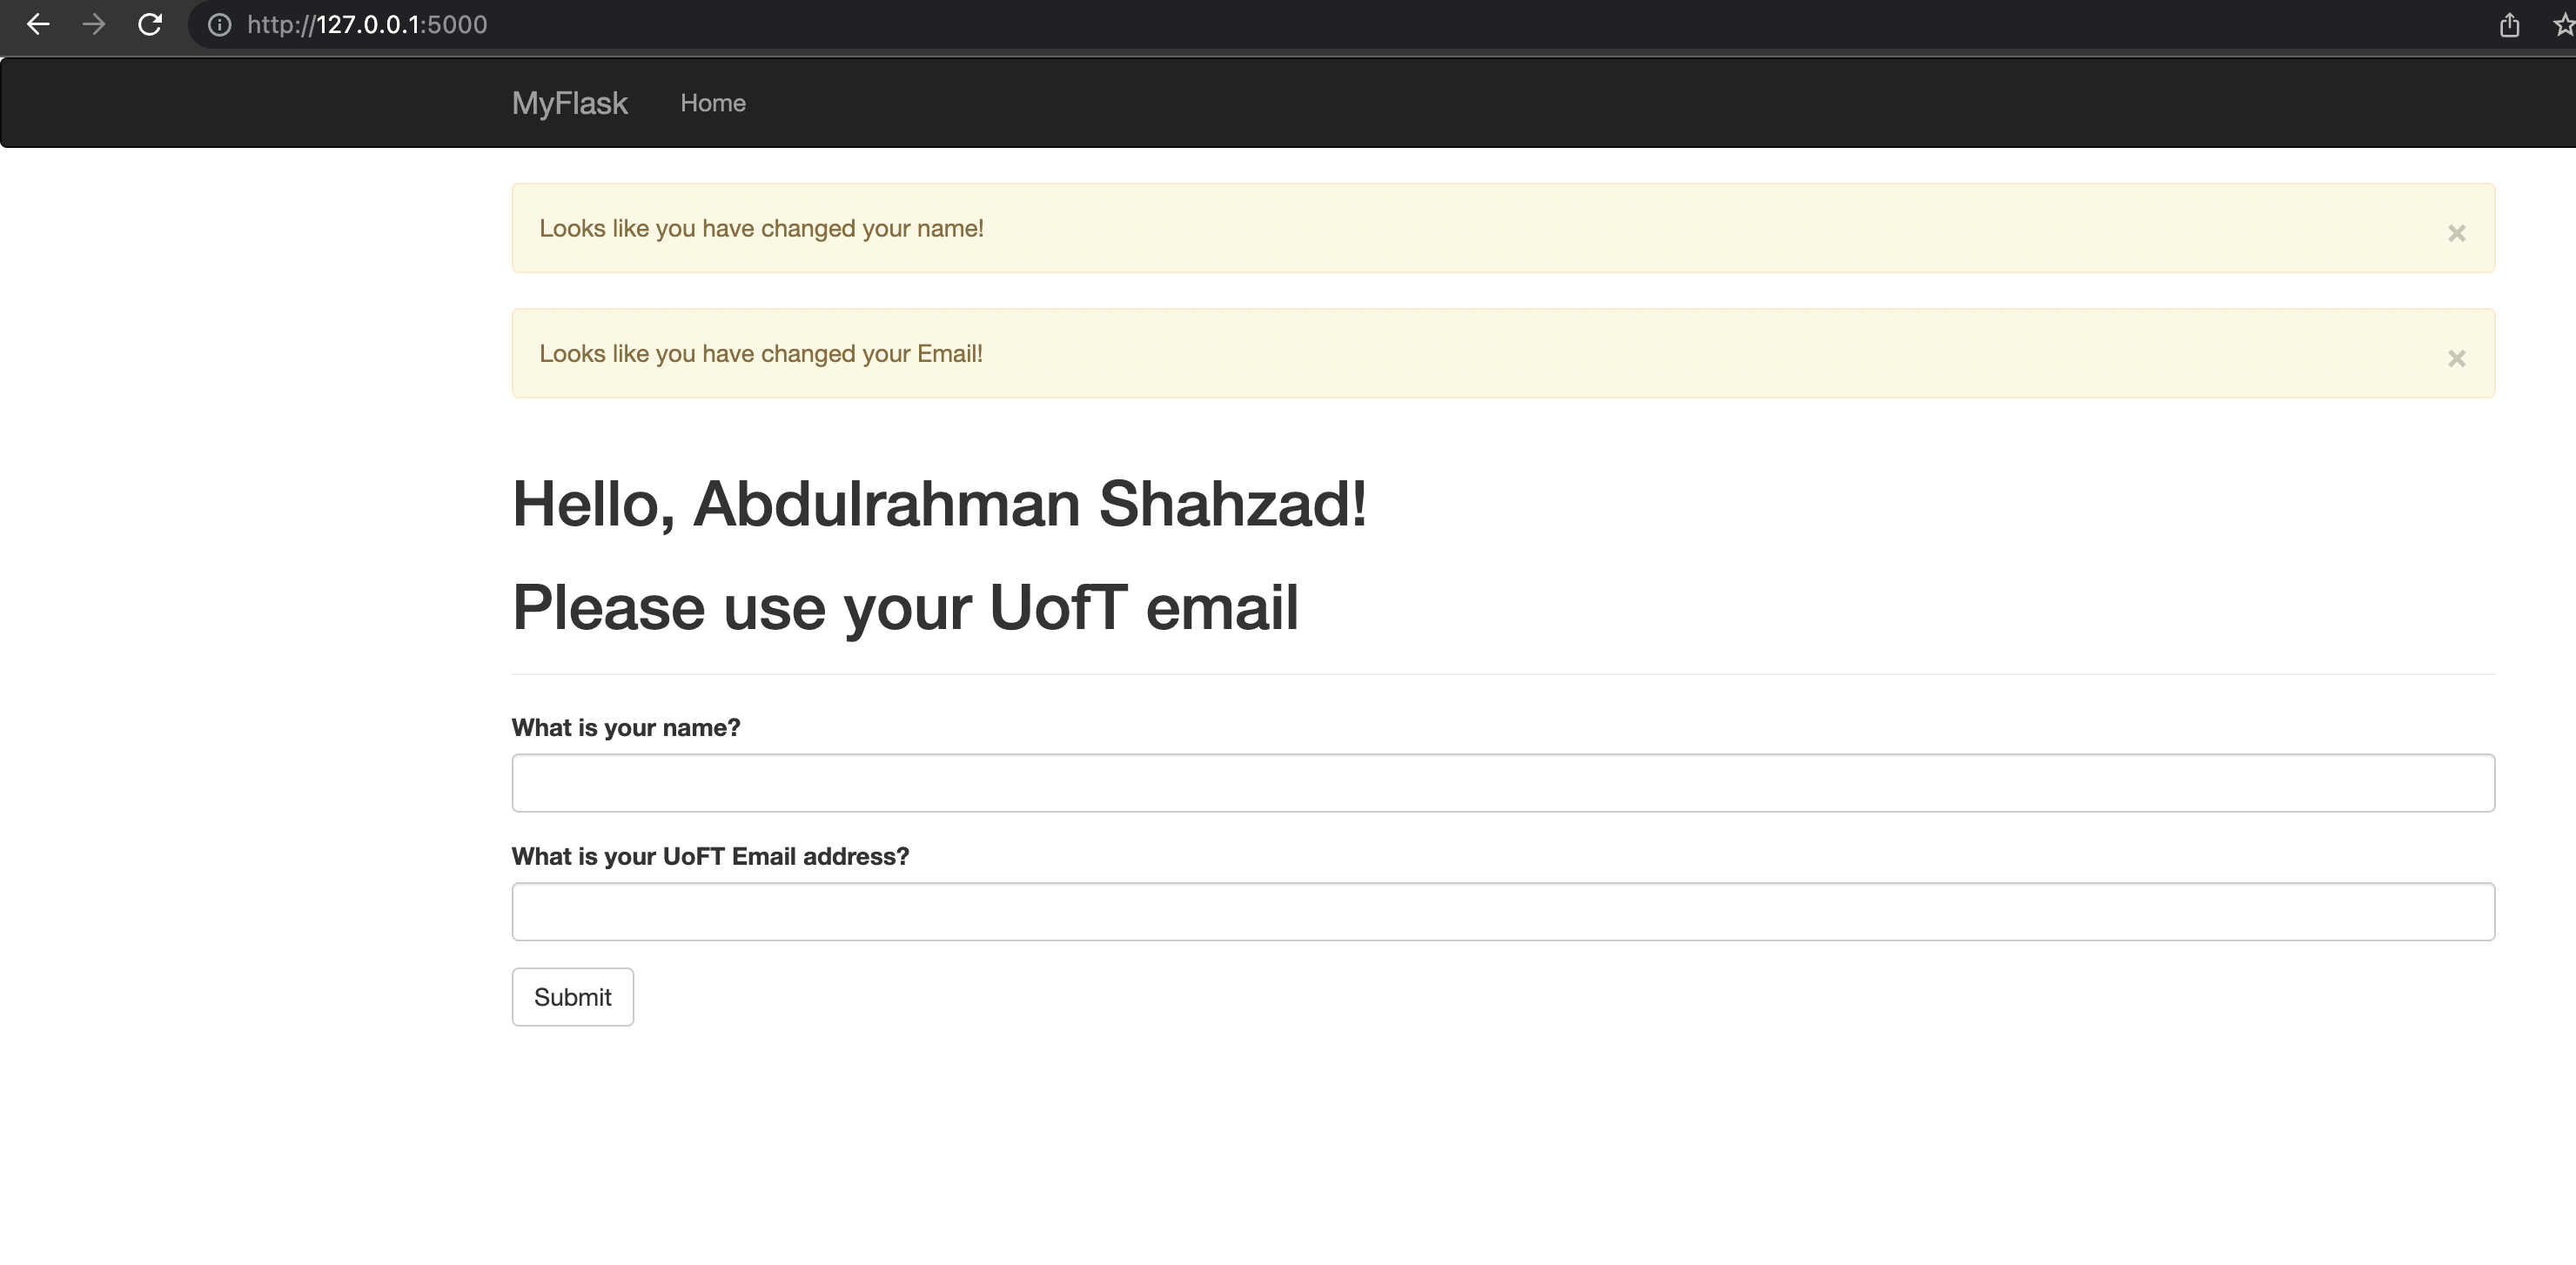 http://127.0.0.1:5000
MyFlask Home
Looks like you have changed your name! ×
Looks like you have changed your Email! ×
Hello, Abdulrahman Shahzad!
Please use your UofT email
What is your name?
What is your UoFT Email address?
Submit